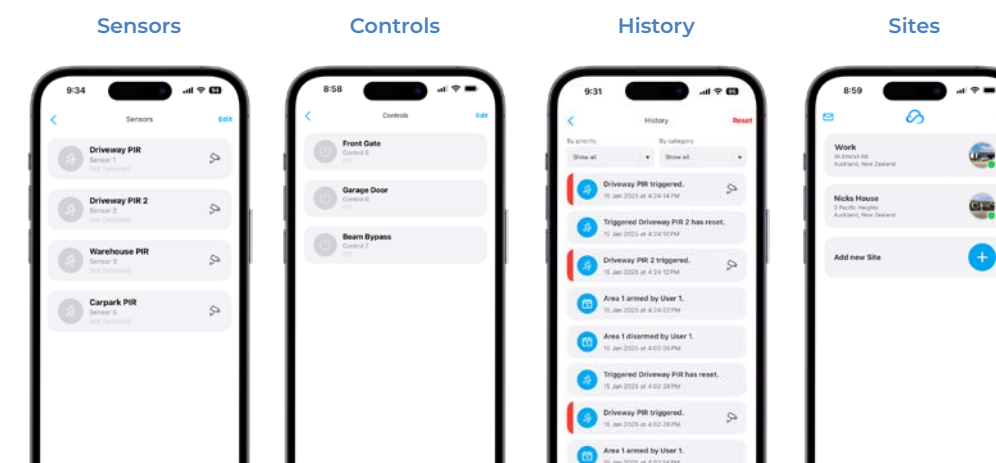 Sensors
Controls
History
Sites
9:34
Sensors
Edit
Driveway PIR
Sensor 1
Not Detected
Driveway PIR 2
Sensor 2
Not Detected
Warehouse PIR
Sensor 3
Not Detected
Carpark PIR
Sensor 5
Not Detected
8:58
Controls
Edit
Front Gate
Control 5
Off
Garage Door
Control 6
Off
Beam Bypass
Control 7
Off
9:31
History
Reset
By priority
By category
Show all
Show all
Driveway PIR triggered.
15 Jan 2025 at 4:24:14 PM
Triggered Driveway PIR 2 has reset.
15 Jan 2025 at 4:24:12 PM
Driveway PIR 2 triggered.
15 Jan 2025 at 4:24:12 PM
Area 1 armed by User 1.
15 Jan 2025 at 4:24:02 PM
Area 1 disarmed by User 1.
15 Jan 2025 at 4:02:38 PM
Triggered Driveway PIR has reset.
15 Jan 2025 at 4:02:28 PM
Driveway PIR triggered.
15 Jan 2025 at 4:02:28 PM
Area 1 armed by User 1.
8:59
Work
Auckland, New Zealand
Nicks House
2 Pacific Heights
Auckland, New Zealand
Add new Site